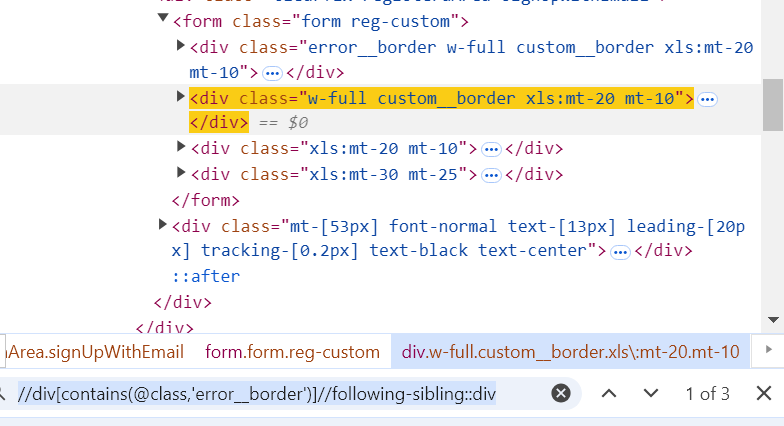 <form class="form reg-custom">
<div class="error__border w-full custom__border xls:mt-20
mt-10"> ••• </div>
<div class="w-full custom__border xls:mt-20 mt-10"> •••
</div> == $0
<div class="xls:mt-20 mt-10"> ••• </div>
<div class="xls:mt-30 mt-25"> ••• </div>
</form>
<div class="mt-[53px] font-normal text-[13px] leading-[20p
x] tracking-[0.2px] text-black text-center"> ••• </div>
::after
</div>
</div>
Area.signUpWithEmail form.form.reg-custom div.w-full.custom__border.xls\:mt-20.mt-10
//div[contains(@class,'error__border')]//following-sibling::div 1 of 3